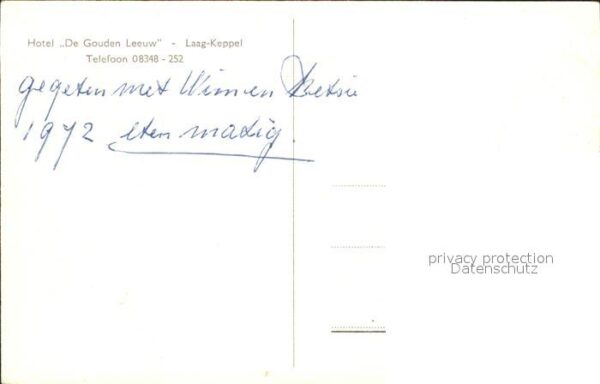 Hotel „De Gouden Leeuw" - Laag-Keppel
Telefoon 08348 - 252
gegeten met Wim en Betsie
1972 eten matig.
privacy protection
Datenschutz